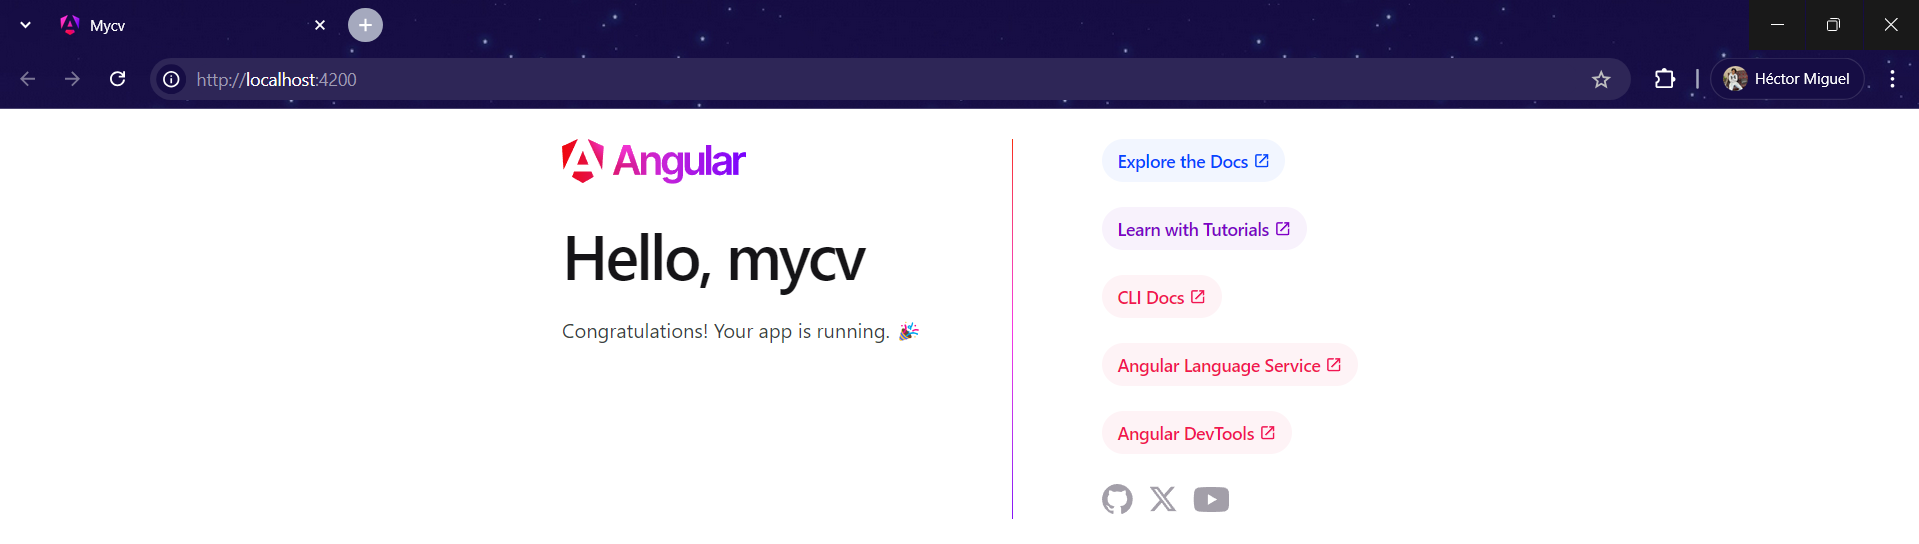 Mycv
http://localhost:4200
Héctor Miguel
Angular
Hello, mycv
Congratulations! Your app is running. 🎉
Explore the Docs
Learn with Tutorials
CLI Docs
Angular Language Service
Angular DevTools